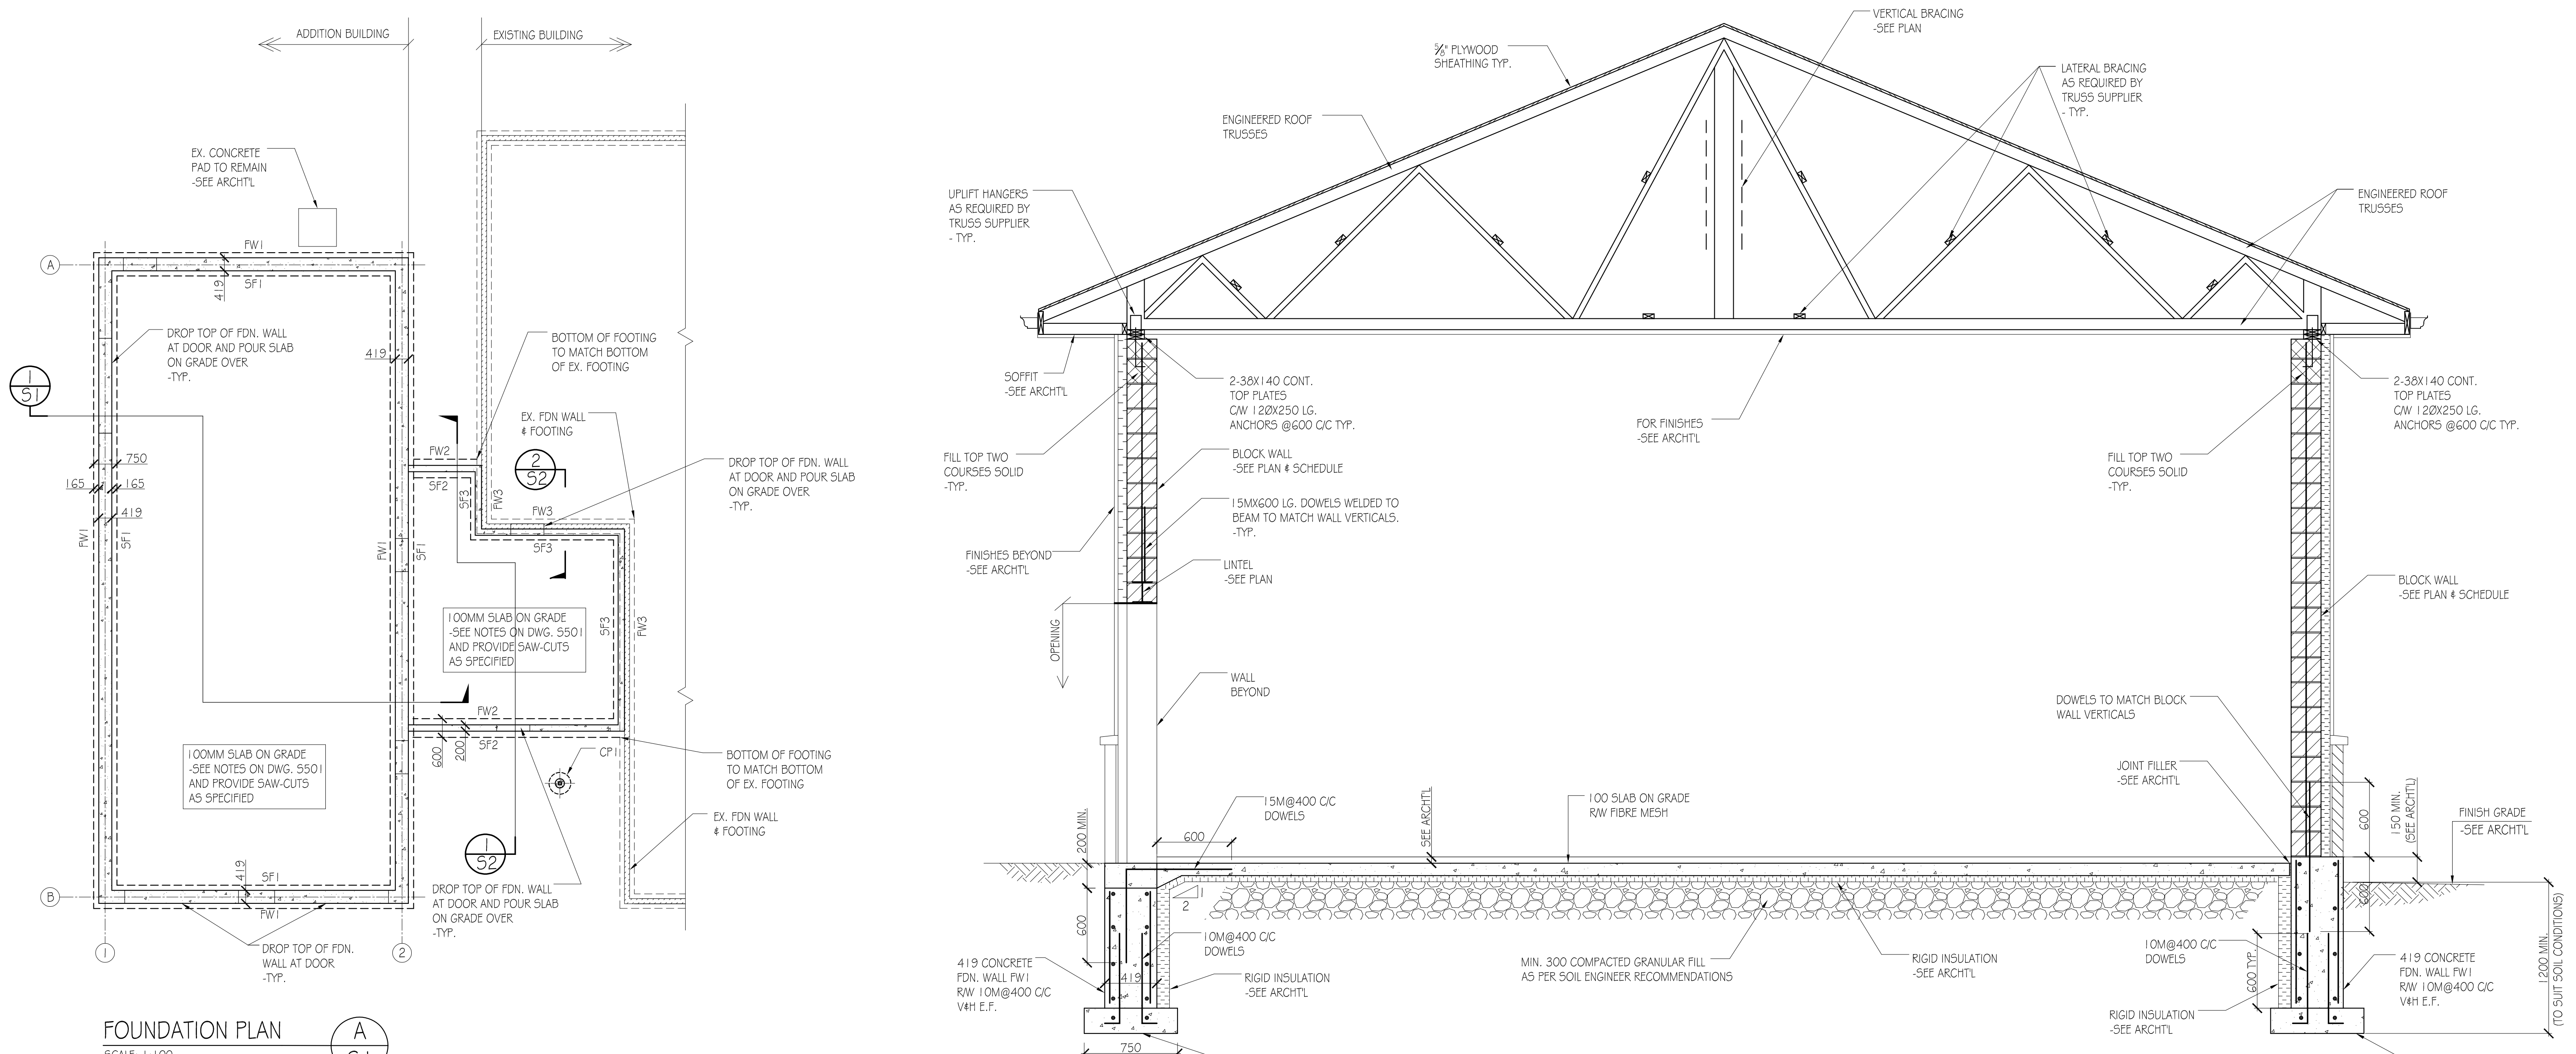 ADDITION BUILDING
EXISTING BUILDING
EX. CONCRETE
PAD TO REMAIN
-SEE ARCHT'L
FW1
419
SF1
A
DROP TOP OF FDN. WALL
AT DOOR AND POUR SLAB
ON GRADE OVER
-TYP.
419
BOTTOM OF FOOTING
TO MATCH BOTTOM
OF EX. FOOTING
1
S1
EX. FDN WALL
& FOOTING
FW2
SF2
SF3
FW3
2
S2
DROP TOP OF FDN. WALL
AT DOOR AND POUR SLAB
ON GRADE OVER
-TYP.
750
165
165
419
FW1
SF1
FW1
SF1
FW3
SF3
100MM SLAB ON GRADE
-SEE NOTES ON DWG. S501
AND PROVIDE SAW-CUTS
AS SPECIFIED
SF3
FW3
FW2
SF2
600
200
CP1
100MM SLAB ON GRADE
-SEE NOTES ON DWG. S501
AND PROVIDE SAW-CUTS
AS SPECIFIED
BOTTOM OF FOOTING
TO MATCH BOTTOM
OF EX. FOOTING
EX. FDN WALL
& FOOTING
1
S2
419
SF1
FW1
B
DROP TOP OF FDN. WALL
AT DOOR AND POUR SLAB
ON GRADE OVER
-TYP.
DROP TOP OF FDN.
WALL AT DOOR
-TYP.
1
2
FOUNDATION PLAN
A
SCALE 1:100
S1
VERTICAL BRACING
-SEE PLAN
5/8" PLYWOOD
SHEATHING TYP.
LATERAL BRACING
AS REQUIRED BY
TRUSS SUPPLIER
- TYP.
ENGINEERED ROOF
TRUSSES
UPLIFT HANGERS
AS REQUIRED BY
TRUSS SUPPLIER
- TYP.
ENGINEERED ROOF
TRUSSES
SOFFIT
-SEE ARCHT'L
2-38X140 CONT.
TOP PLATES
C/W 12ØX250 LG.
ANCHORS @600 C/C TYP.
FOR FINISHES
-SEE ARCHT'L
2-38X140 CONT.
TOP PLATES
C/W 12ØX250 LG.
ANCHORS @600 C/C TYP.
FILL TOP TWO
COURSES SOLID
-TYP.
BLOCK WALL
-SEE PLAN & SCHEDULE
FILL TOP TWO
COURSES SOLID
-TYP.
15MX600 LG. DOWELS WELDED TO
BEAM TO MATCH WALL VERTICALS.
-TYP.
FINISHES BEYOND
-SEE ARCHT'L
LINTEL
-SEE PLAN
BLOCK WALL
-SEE PLAN & SCHEDULE
OPENING
WALL
BEYOND
DOWELS TO MATCH BLOCK
WALL VERTICALS
JOINT FILLER
-SEE ARCHT'L
200 MIN.
600
15M@400 C/C
DOWELS
SEE ARCHT'L
100 SLAB ON GRADE
R/W FIBRE MESH
600
150 MIN.
(SEE ARCHT'L)
FINISH GRADE
-SEE ARCHT'L
600
1
2
600
10M@400 C/C
DOWELS
419 CONCRETE
FDN. WALL FW1
R/W 10M@400 C/C
V&H E.F.
419
RIGID INSULATION
-SEE ARCHT'L
MIN. 300 COMPACTED GRANULAR FILL
AS PER SOIL ENGINEER RECOMMENDATIONS
RIGID INSULATION
-SEE ARCHT'L
10M@400 C/C
DOWELS
600 TYP.
419 CONCRETE
FDN. WALL FW1
R/W 10M@400 C/C
V&H E.F.
RIGID INSULATION
-SEE ARCHT'L
1200 MIN.
(TO SUIT SOIL CONDITIONS)
750